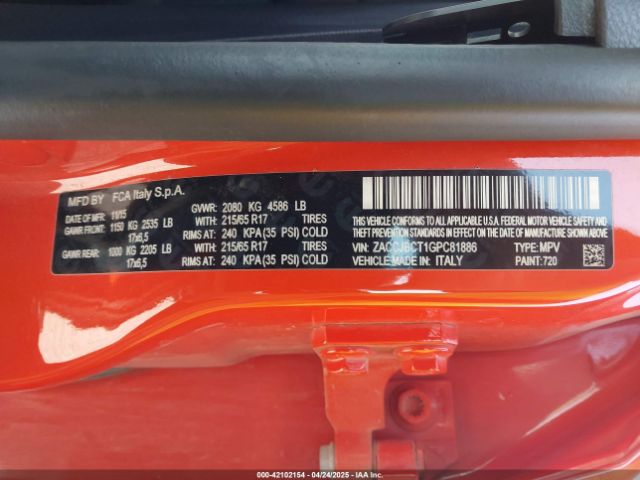 MFD BY FCA Italy S.p.A.
DATE 11/15 GVWR: 2080 KG 4586 LB
GAWR FRONT: 1150 KG 2535 LB WITH 215/65 R17 TIRES
17x6,5 RIMS AT: 240 KPA (35 PSI) COLD
GAWR REAR: 1000 KG 2205 LB WITH 215/65 R17 TIRES
17x6,5 RIMS AT: 240 KPA (35 PSI) COLD
THIS VEHICLE CONFORMS TO ALL APPLICABLE
U.S.A. FEDERAL MOTOR VEHICLE SAFETY BUMPER AND
THEFT PREVENTION STANDARDS IN EFFECT
ON THE DATE OF MANUFACTURE SHOWN ABOVE
VIN: ZACCJBCT1GPC81886 TYPE: MPV
VEHICLE MADE IN: ITALY PAINT: 720
000-42102154 - 04/24/2025 - IAAI.COM